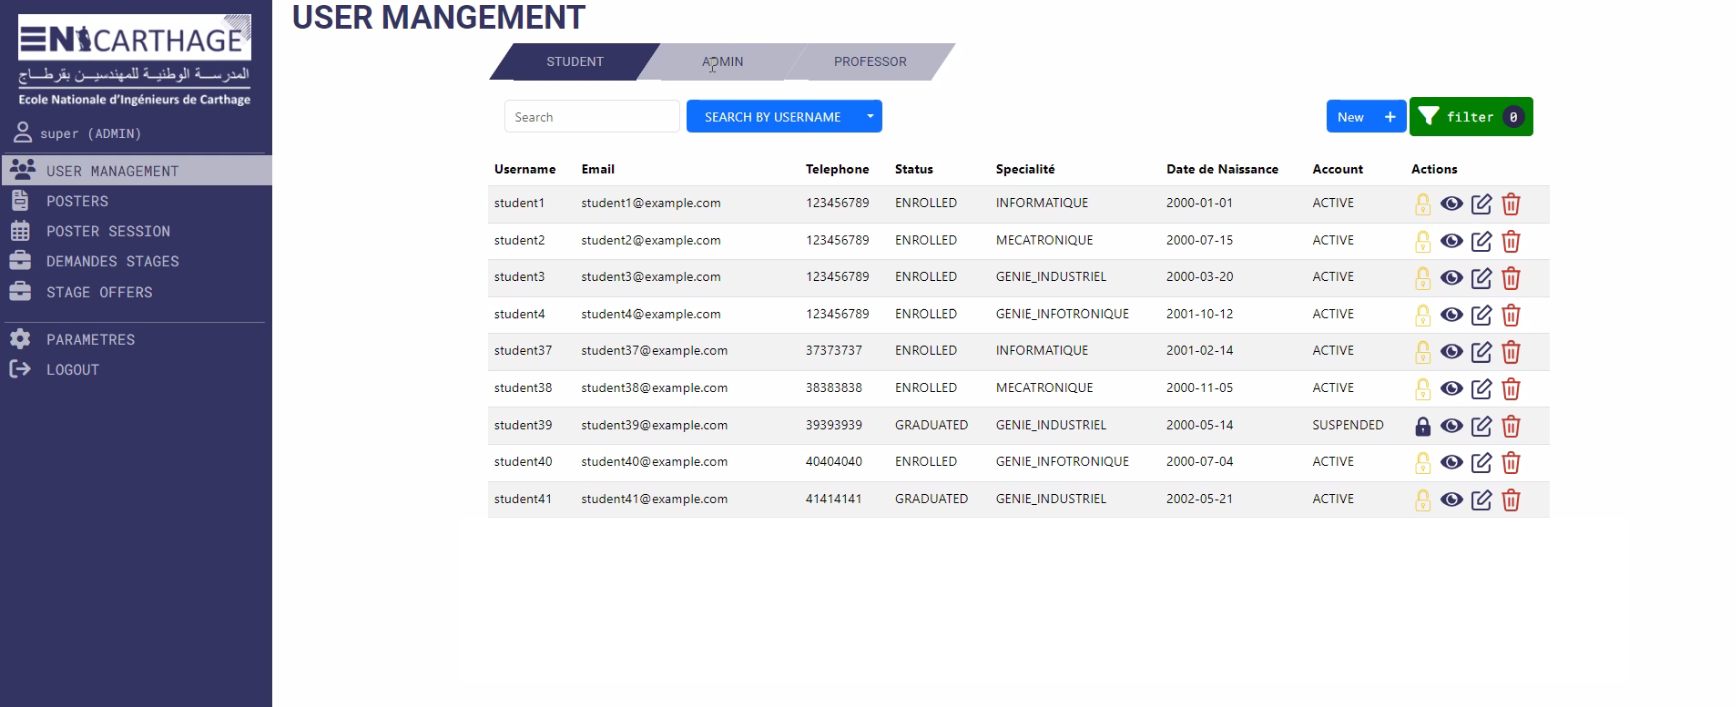 ENICARTHAGE
المدرســة الوطنيــة للمهندسيــن بقرطــاج
Ecole Nationale d'Ingénieurs de Carthage
super (ADMIN)
USER MANAGEMENT
POSTERS
POSTER SESSION
DEMANDES STAGES
STAGE OFFERS
PARAMETRES
LOGOUT
USER MANGEMENT
STUDENT ADMIN PROFESSOR
Search SEARCH BY USERNAME New + filter 0
Username Email Telephone Status Specialité Date de Naissance Account Actions
student1 student1@example.com 123456789 ENROLLED INFORMATIQUE 2000-01-01 ACTIVE
student2 student2@example.com 123456789 ENROLLED MECATRONIQUE 2000-07-15 ACTIVE
student3 student3@example.com 123456789 ENROLLED GENIE_INDUSTRIEL 2000-03-20 ACTIVE
student4 student4@example.com 123456789 ENROLLED GENIE_INFOTRONIQUE 2001-10-12 ACTIVE
student37 student37@example.com 37373737 ENROLLED INFORMATIQUE 2001-02-14 ACTIVE
student38 student38@example.com 38383838 ENROLLED MECATRONIQUE 2000-11-05 ACTIVE
student39 student39@example.com 39393939 GRADUATED GENIE_INDUSTRIEL 2000-05-14 SUSPENDED
student40 student40@example.com 40404040 ENROLLED GENIE_INFOTRONIQUE 2000-07-04 ACTIVE
student41 student41@example.com 41414141 GRADUATED GENIE_INDUSTRIEL 2002-05-21 ACTIVE